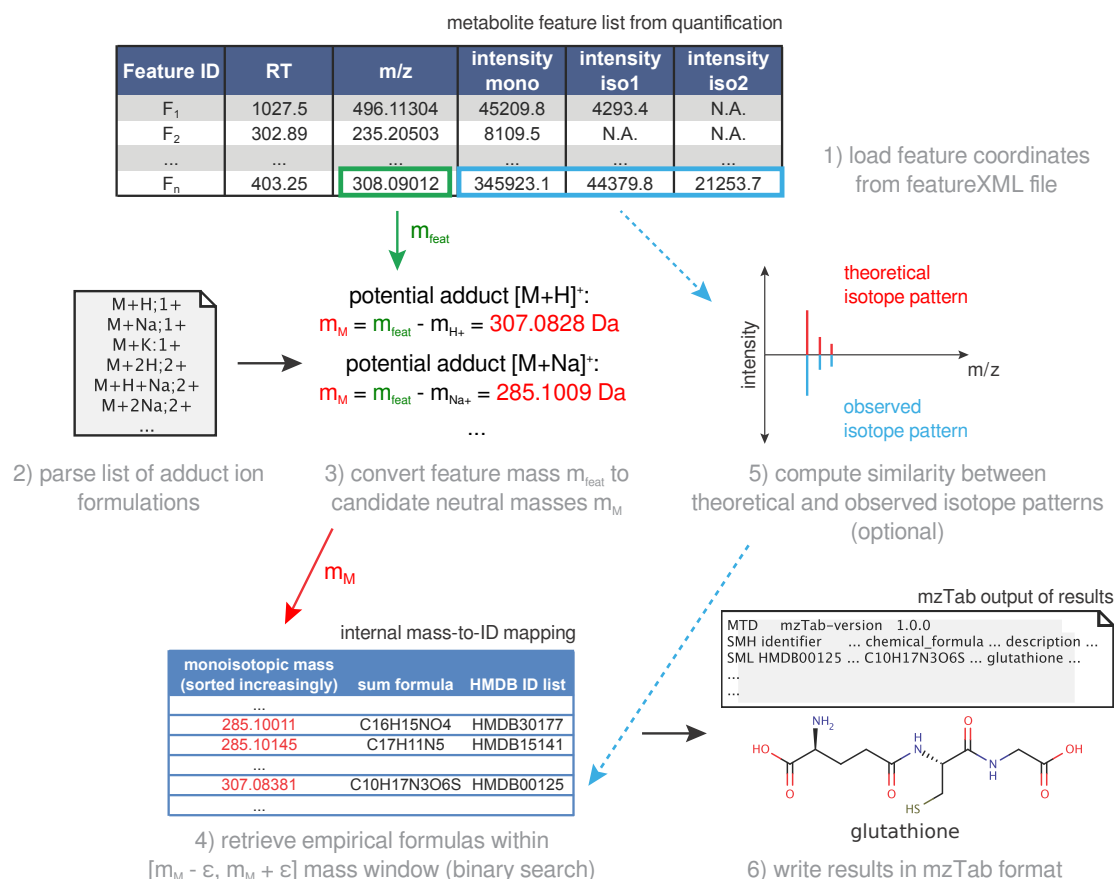 metabolite feature list from quantification
Feature ID RT m/z intensity mono intensity iso1 intensity iso2
F1 1027.5 496.11304 45209.8 4293.4 N.A.
F2 302.89 235.20503 8109.5 N.A. N.A.
... ... ... ... ... ...
Fn 403.25 308.09012 345923.1 44379.8 21253.7
1) load feature coordinates
from featureXML file
mfeat
M+H;1+
M+Na;1+
M+K:1+
M+2H;2+
M+H+Na;2+
M+2Na;2+
...
2) parse list of adduct ion
formulations
potential adduct [M+H]+:
mM = mfeat - mH+ = 307.0828 Da
potential adduct [M+Na]+:
mM = mfeat - mNa+ = 285.1009 Da
...
3) convert feature mass mfeat to
candidate neutral masses mM
theoretical
isotope pattern
intensity
m/z
observed
isotope pattern
5) compute similarity between
theoretical and observed isotope patterns
(optional)
mM
internal mass-to-ID mapping
monoisotopic mass
(sorted increasingly) sum formula HMDB ID list
...
285.10011 C16H15NO4 HMDB30177
285.10145 C17H11N5 HMDB15141
...
307.08381 C10H17N3O6S HMDB00125
...
4) retrieve empirical formulas within
[mM - ε, mM + ε] mass window (binary search)
mzTab output of results
MTD mzTab-version 1.0.0
SMH identifier ... chemical_formula ... description ...
SML HMDB00125 ... C10H17N3O6S ... glutathione ...
...
...
NH2
O
HO
O
H
N
O
N
H
O
OH
O
HS
glutathione
6) write results in mzTab format